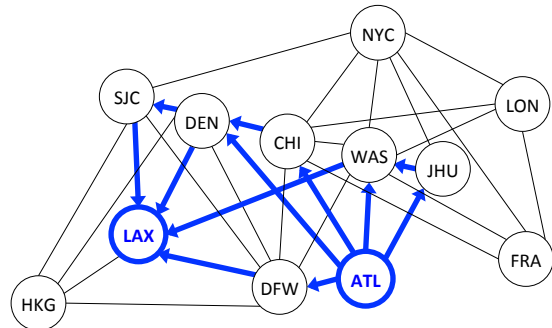 NYC
SJC
LON
DEN
CHI
WAS
JHU
LAX
FRA
ATL
DFW
HKG